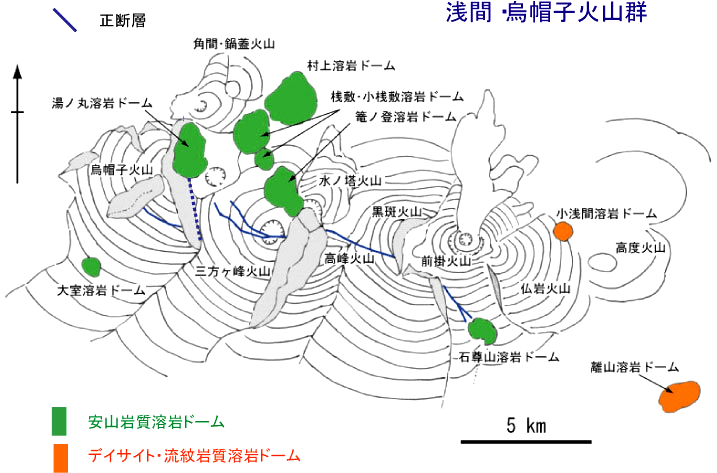 浅間・烏帽子火山群
正断層
角間・鍋蓋火山
村上溶岩ドーム
湯ノ丸溶岩ドーム
桟敷・小桟敷溶岩ドーム
篭ノ登溶岩ドーム
烏帽子火山
水ノ塔火山
黒斑火山
小浅間溶岩ドーム
高度火山
三方ヶ峰火山
高峰火山
前掛火山
仏岩火山
大室溶岩ドーム
石尊山溶岩ドーム
離山溶岩ドーム
安山岩質溶岩ドーム
デイサイト・流紋岩質溶岩ドーム
5 km